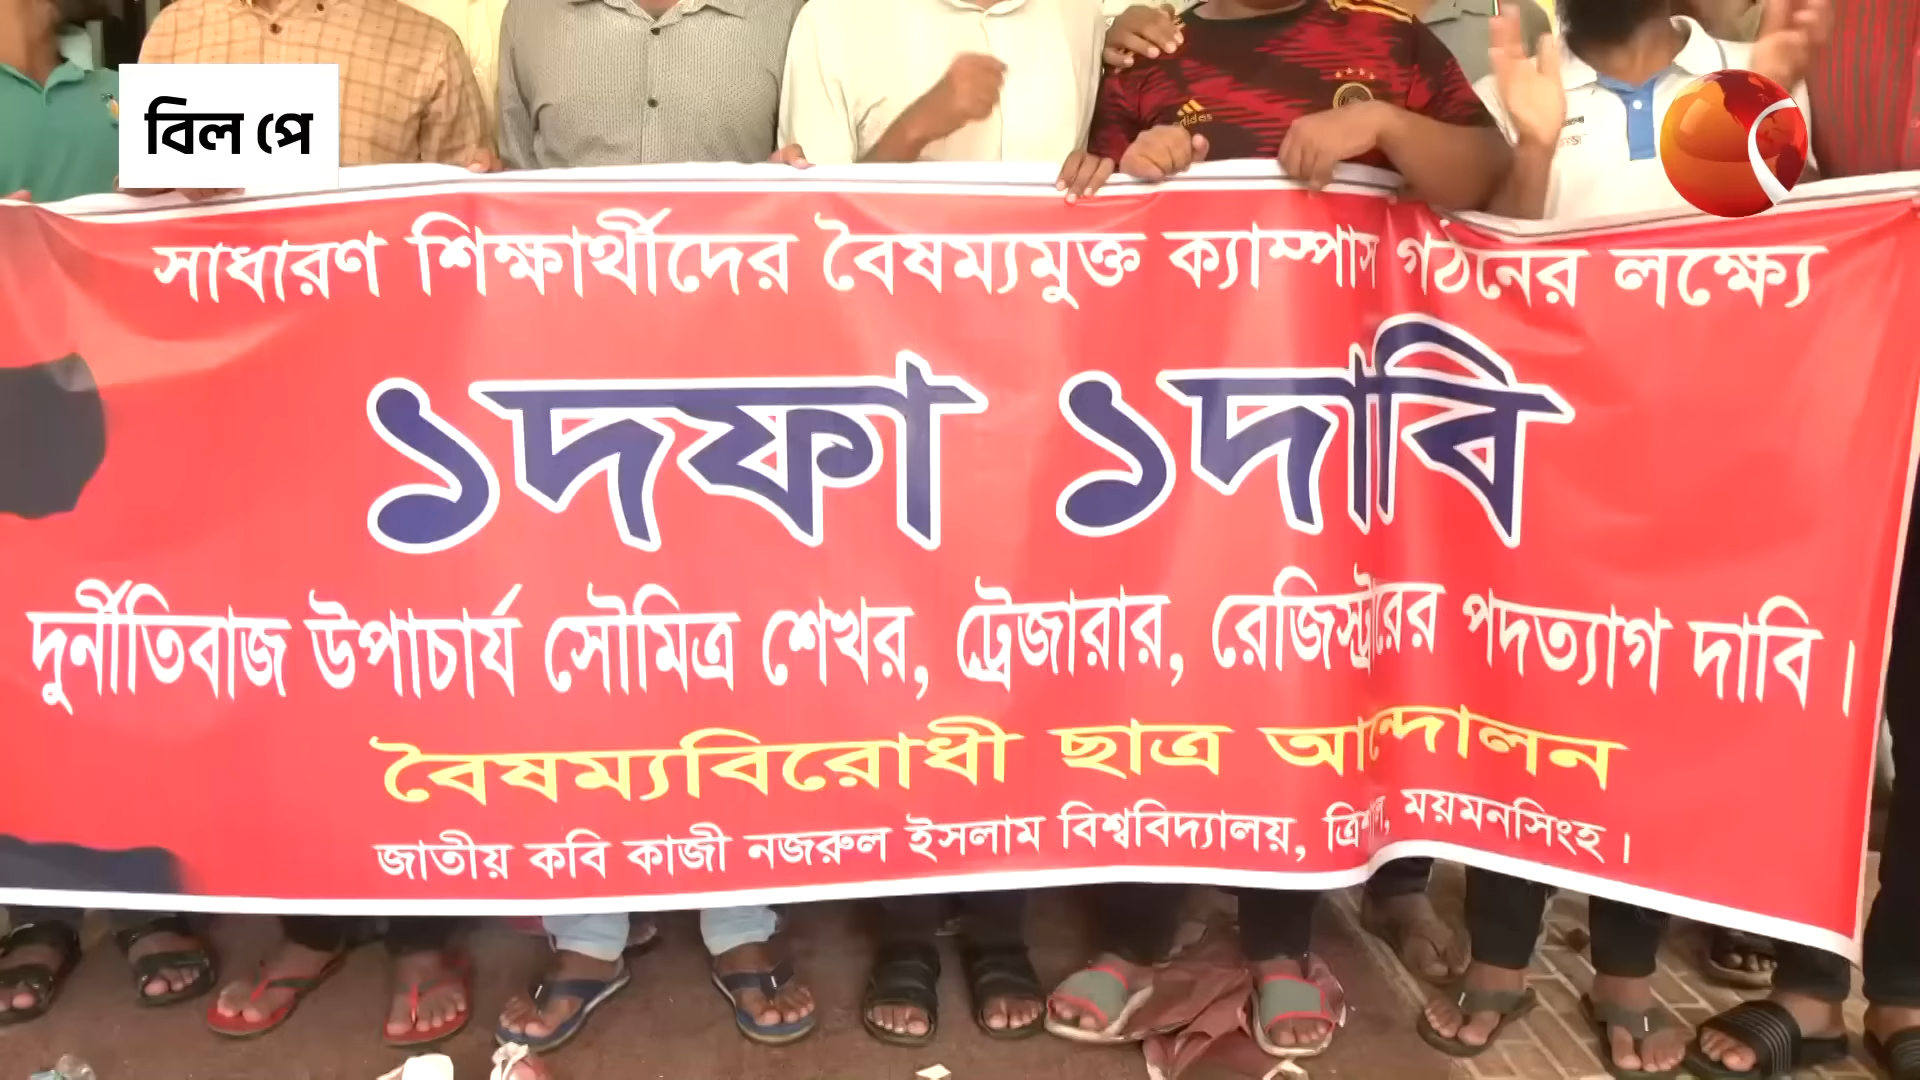 বিল পে
adidas
সাধারণ শিক্ষার্থীদের বৈষম্যমুক্ত ক্যাম্পাস গঠনের লক্ষ্যে
১দফা ১দাবি
দুর্নীতিবাজ উপাচার্য সৌমিত্র শেখর, ট্রেজারার, রেজিস্ট্রারের পদত্যাগ দাবি।
বৈষম্যবিরোধী ছাত্র আন্দোলন
জাতীয় কবি কাজী নজরুল ইসলাম বিশ্ববিদ্যালয়, ত্রিশাল, ময়মনসিংহ।